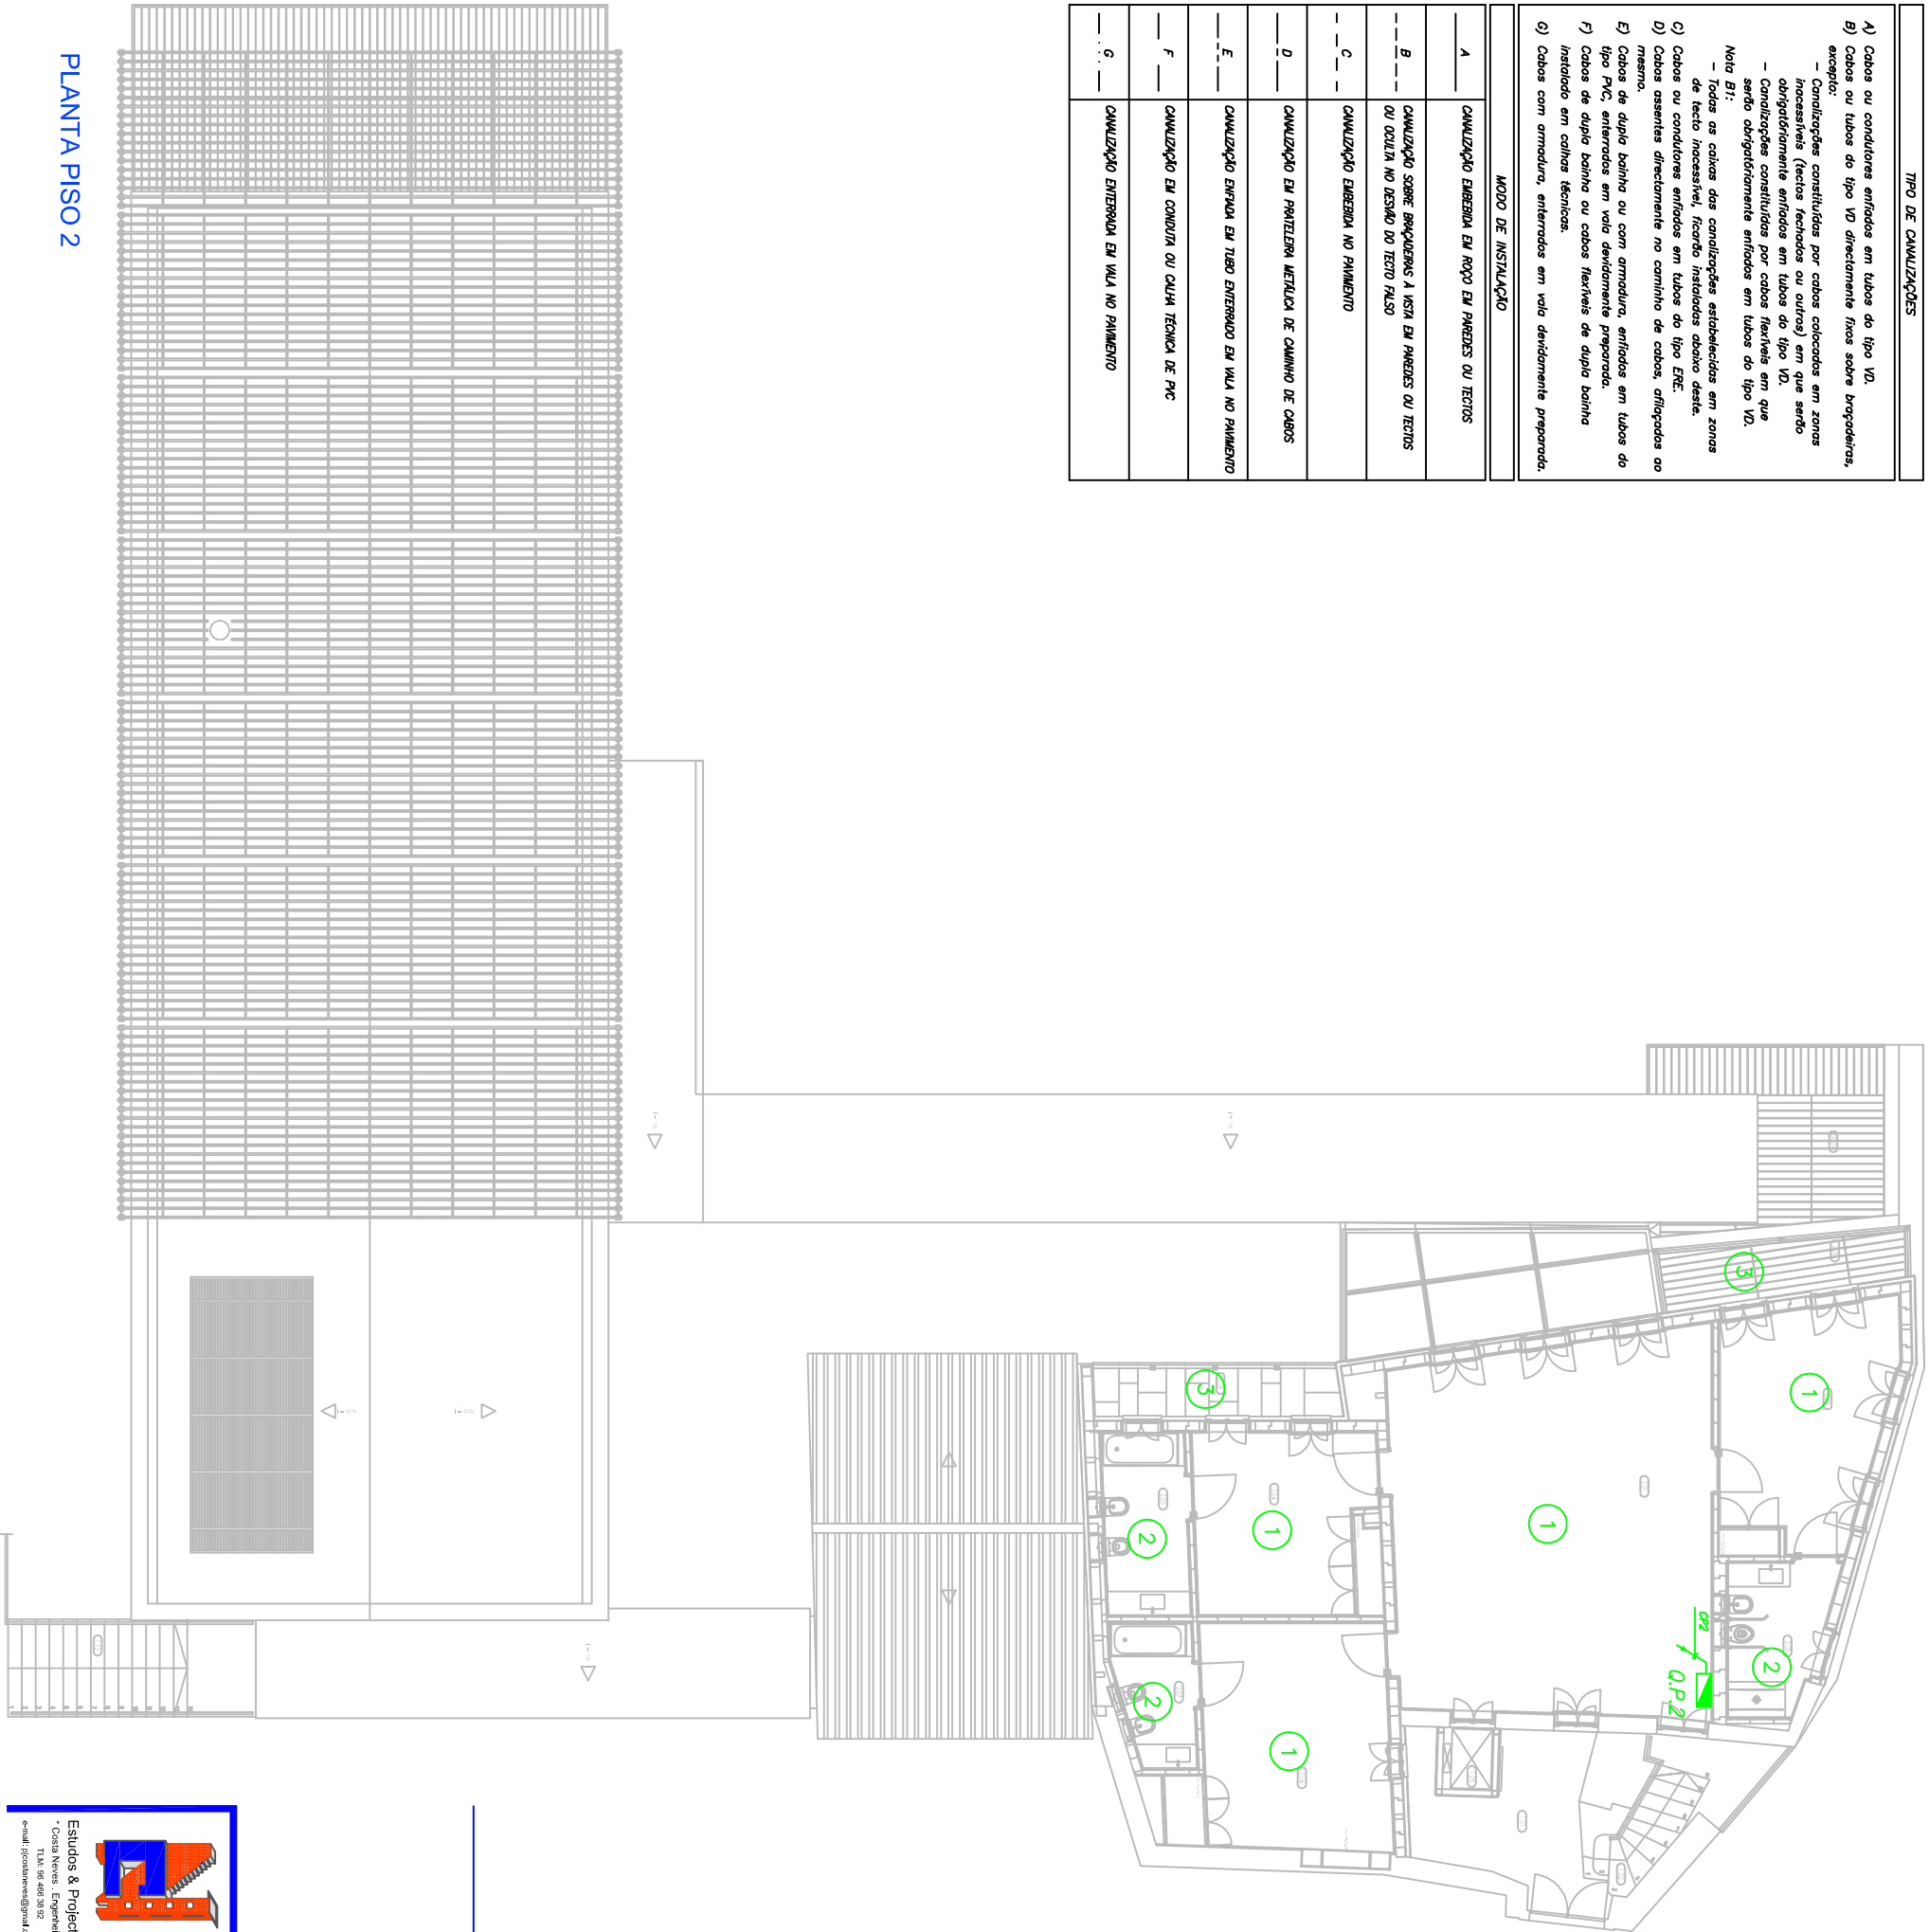 TIPO DE CANALIZAÇÕES
A) Cabos ou condutores enfiados em tubos do tipo VD.
B) Cabos ou tubos do tipo VD directamente fixos sobre braçadeiras,
excepto:
– Canalizações constituídas por cabos colocados em zonas
inacessíveis (tectos fechados ou outros) em que serão
obrigatóriamente enfiados em tubos do tipo VD.
– Canalizações constituídas por cabos flexíveis em que
serão obrigatóriamente enfiados em tubos do tipo VD.
Nota B1:
– Todas as caixas das canalizações estabelecidas em zonas
de tecto inacessível, ficarão instaladas abaixo deste.
C) Cabos ou condutores enfiados em tubos do tipo ERE.
D) Cabos assentes directamente no caminho de cabos, afilaçados ao
mesmo.
E) Cabos de dupla bainha ou com armadura, enfiados em tubos do
tipo PVC, enterrados em vala devidamente preparada.
F) Cabos de dupla bainha ou cabos flexíveis de dupla bainha
instalado em calhas técnicas.
G) Cabos com armadura, enterrados em vala devidamente preparada.
MODO DE INSTALAÇÃO
A CANALIZAÇÃO EMBEBIDA EM ROÇO EM PAREDES OU TECTOS
B CANALIZAÇÃO SOBRE BRAÇADEIRAS À VISTA EM PAREDES OU TECTOS
OU OCULTA NO DESVÃO DO TECTO FALSO
C CANALIZAÇÃO EMBEBIDA NO PAVIMENTO
D CANALIZAÇÃO EM PRATELEIRA METÁLICA DE CAMINHO DE CABOS
E CANALIZAÇÃO ENFIADA EM TUBO ENTERRADO EM VALA NO PAVIMENTO
F CANALIZAÇÃO EM CONDUTA OU CALHA TÉCNICA DE PVC
G CANALIZAÇÃO ENTERRADA EM VALA NO PAVIMENTO
3
1
3
1
1
2
CP2
Q.P.2
2
2
1
PLANTA PISO 2
Estudos & Project
* Costa Neves . Engenhei
TLM: 96 466 38 92
e-mail: pjcostaneves@gmail.c